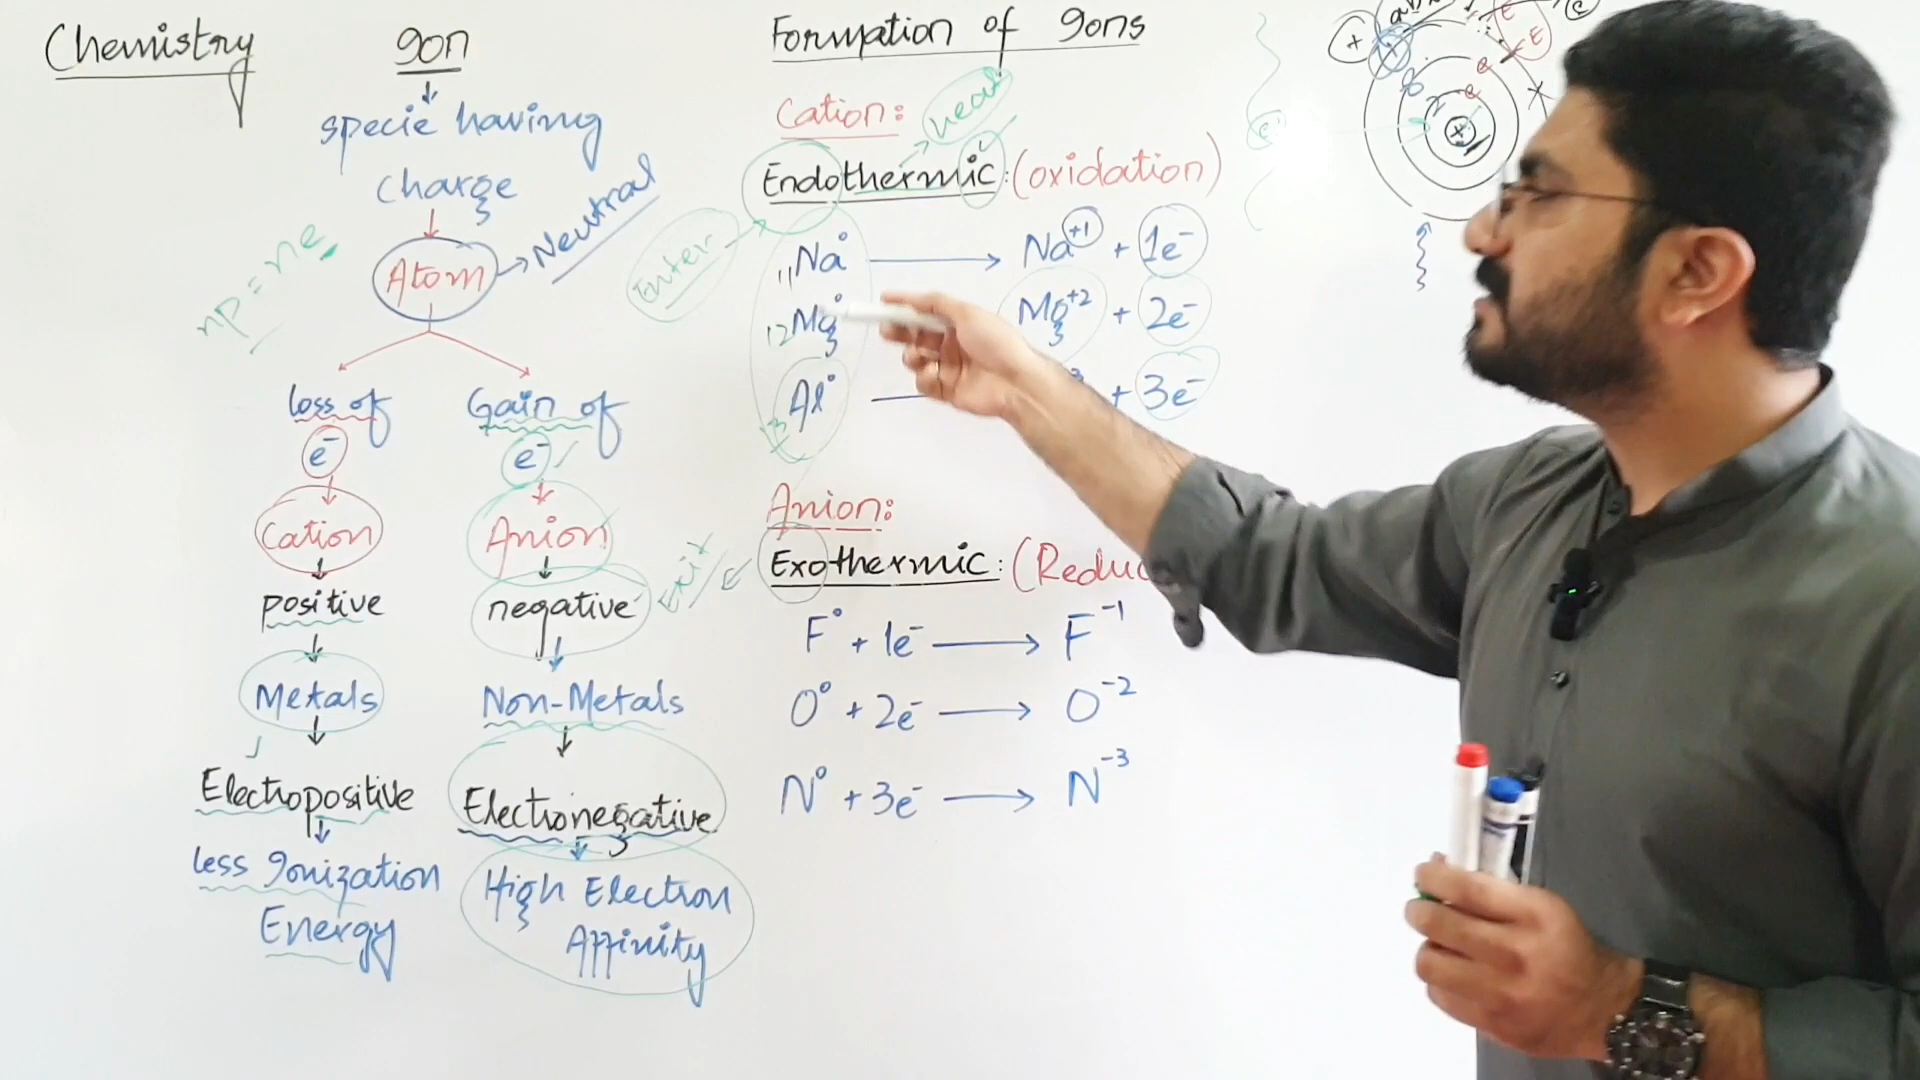 Chemistry
Ion
specie having
charge
Atom → Neutral
np = ne
loss of
e⁻
Cation
positive
Metals
Electropositive
less Ionization
Energy
Gain of
e⁻
Anion
negative
Non-Metals
Electronegative
High Electron
Affinity
Formation of Ions
Cation:
heat
Endothermic: (oxidation)
Enter
₁₁Na° → Na⁺¹ + 1e⁻
₁₂Mg° Mg⁺² + 2e⁻
₁₃Al° + 3e⁻
Anion:
Exothermic: (Reduc
Exit
F° + 1e⁻ → F⁻¹
O° + 2e⁻ → O⁻²
N° + 3e⁻ → N⁻³